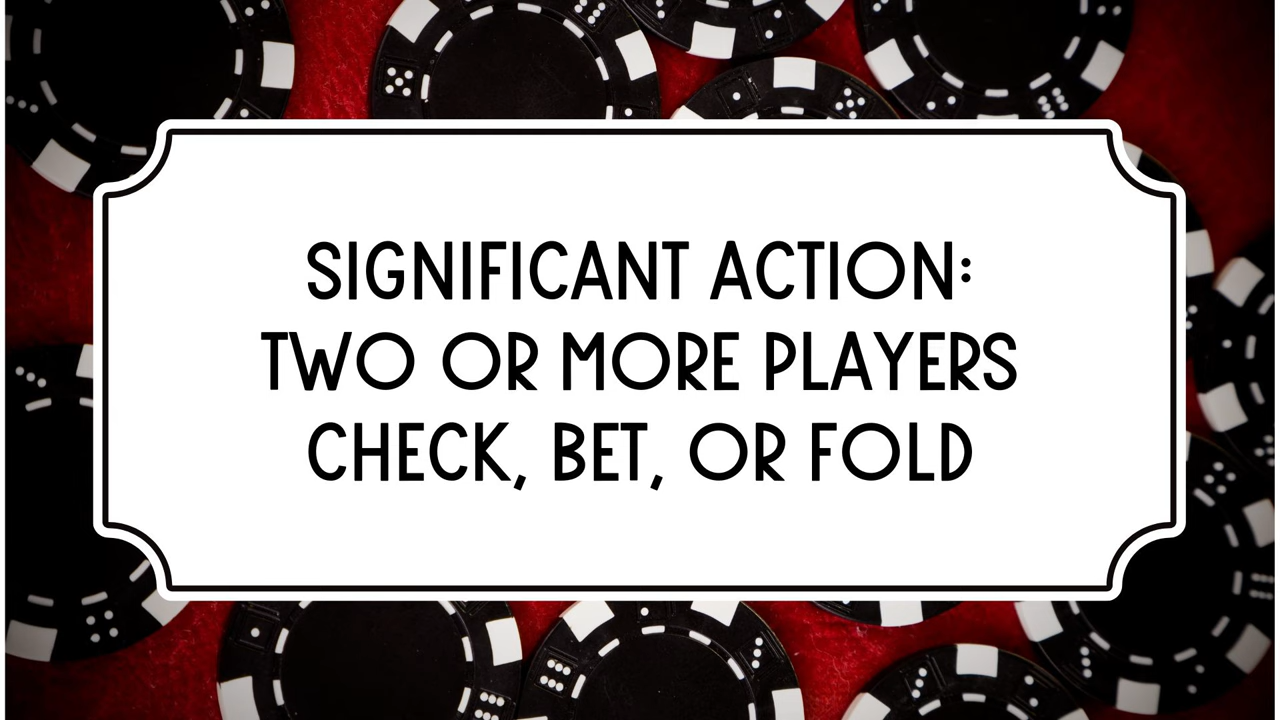 SIGNIFICANT ACTION:
TWO OR MORE PLAYERS
CHECK, BET, OR FOLD